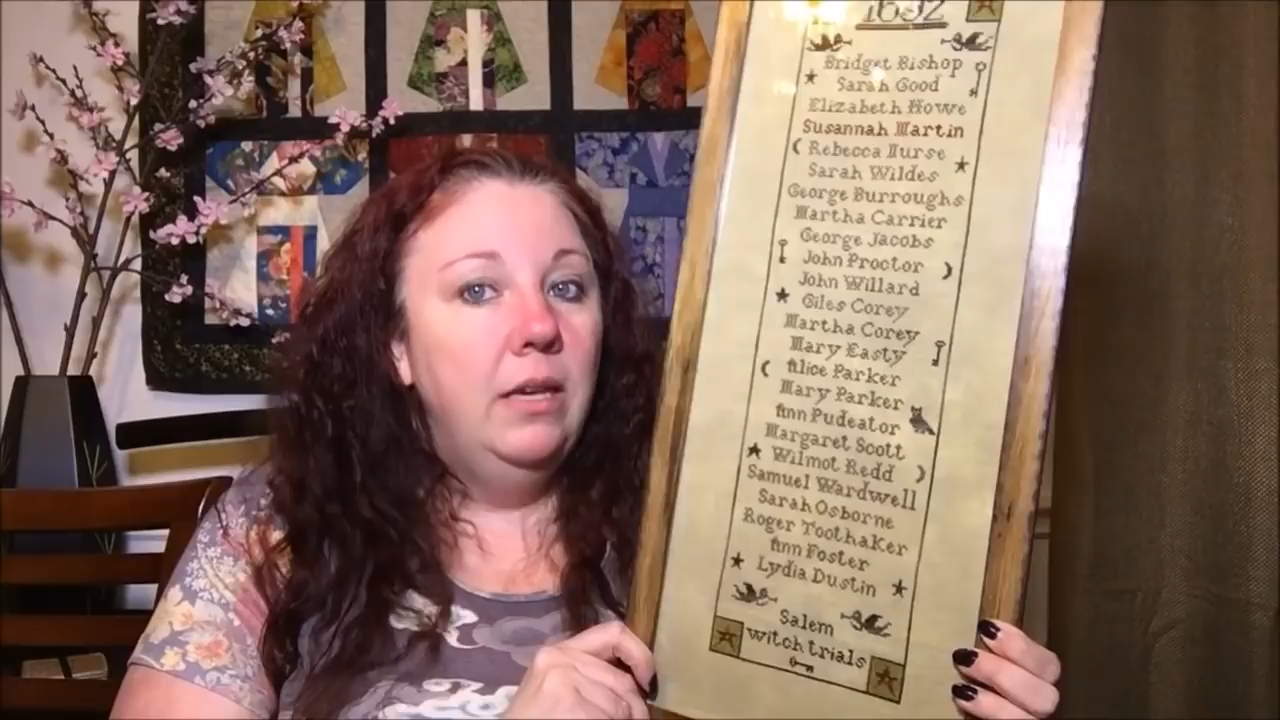 1692
Bridget Bishop
Sarah Good
Elizabeth Howe
Susannah Martin
Rebecca Nurse
Sarah Wildes
George Burroughs
Martha Carrier
George Jacobs
John Proctor
John Willard
Giles Corey
Martha Corey
Mary Easty
Alice Parker
Mary Parker
Ann Pudeator
Margaret Scott
Wilmot Redd
Samuel Wardwell
Sarah Osborne
Roger Toothaker
Ann Foster
Lydia Dustin
Salem
witch trials